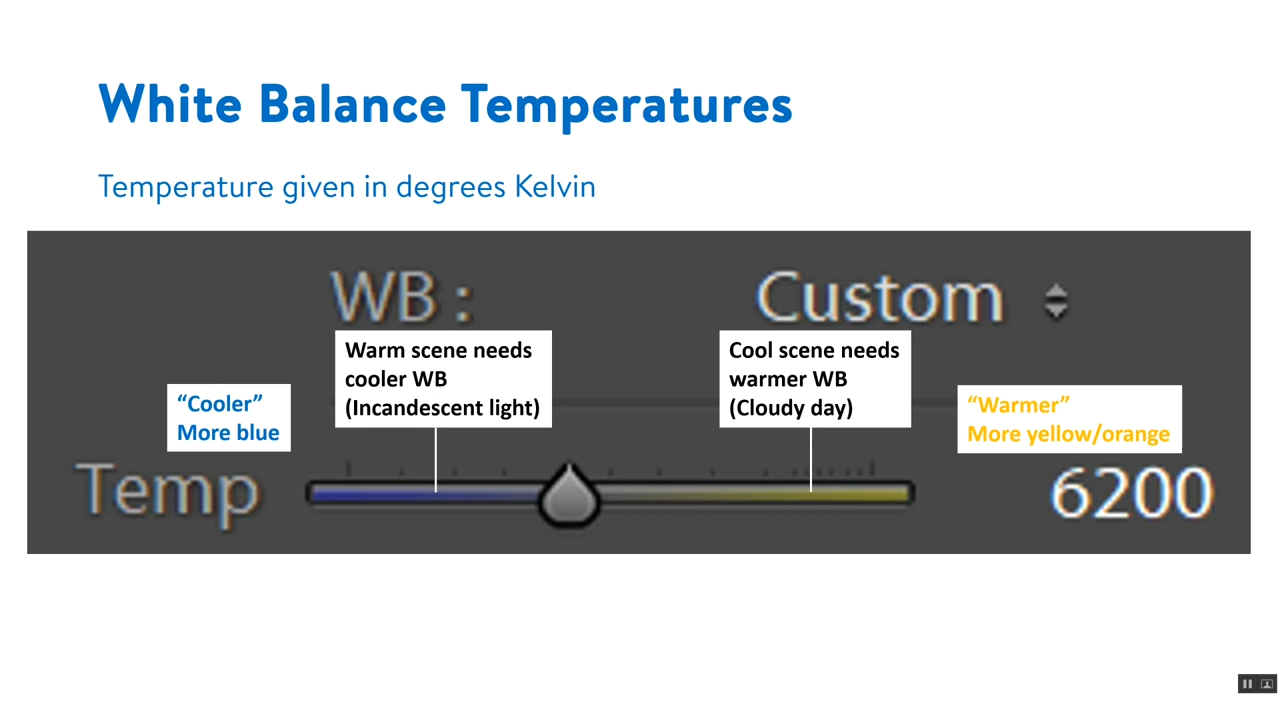 White Balance Temperatures
Temperature given in degrees Kelvin
WB : Custom
Warm scene needs
cooler WB
(Incandescent light)
Cool scene needs
warmer WB
(Cloudy day)
“Cooler”
More blue
“Warmer”
More yellow/orange
Temp 6200